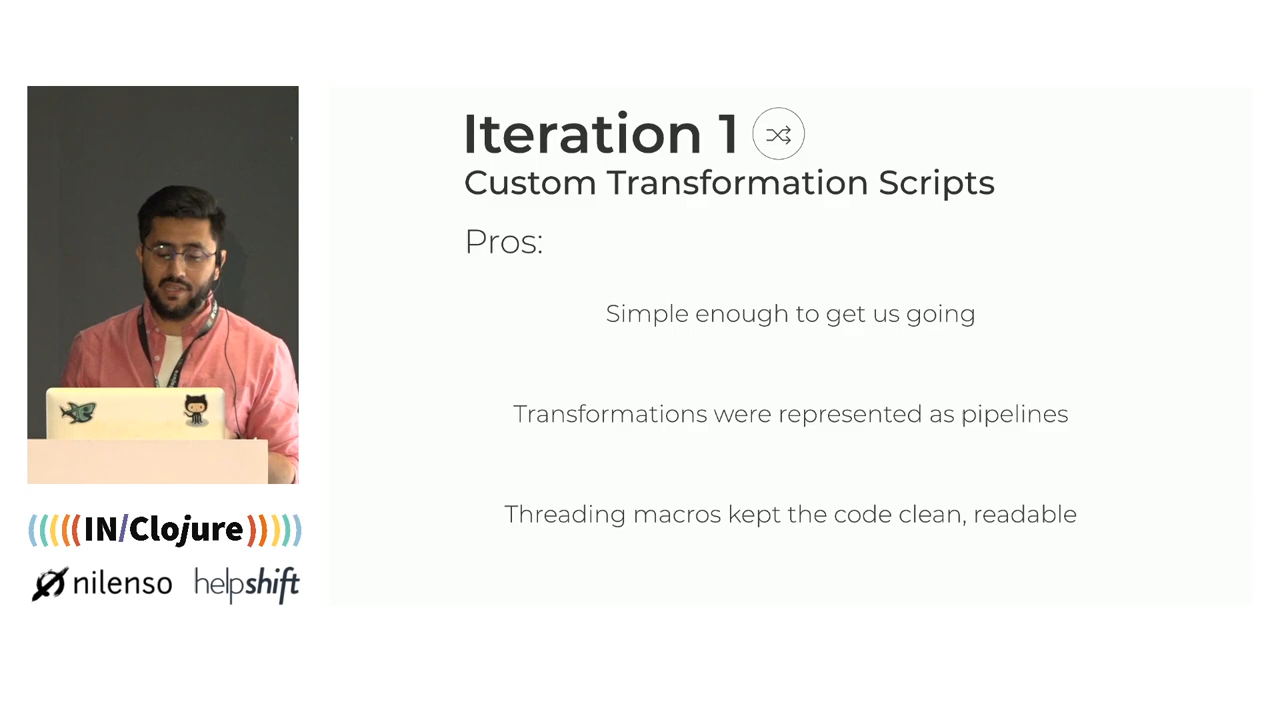 Iteration 1
Custom Transformation Scripts
Pros:
Simple enough to get us going
Transformations were represented as pipelines
Threading macros kept the code clean, readable
(((((IN/Clojure)))))
nilenso helpshift